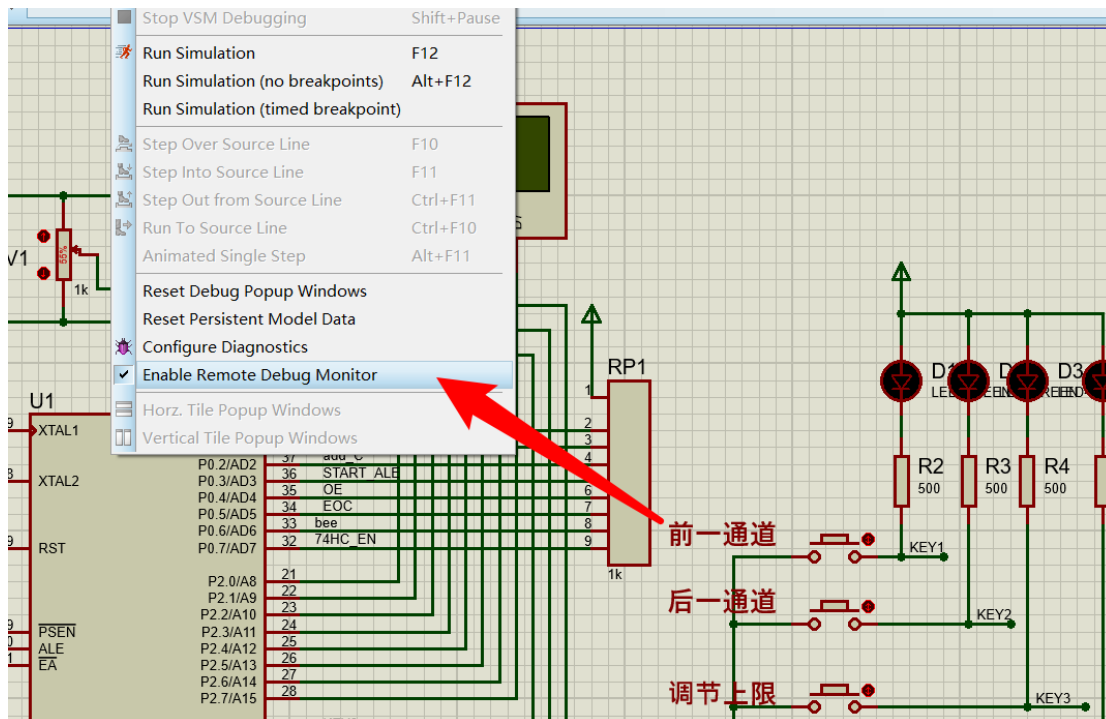 Stop VSM Debugging Shift+Pause
Run Simulation F12
Run Simulation (no breakpoints) Alt+F12
Run Simulation (timed breakpoint)
Step Over Source Line F10
Step Into Source Line F11
Step Out from Source Line Ctrl+F11
Run To Source Line Ctrl+F10
Animated Single Step Alt+F11
Reset Debug Popup Windows
Reset Persistent Model Data
Configure Diagnostics
Enable Remote Debug Monitor
Horz. Tile Popup Windows
Vertical Tile Popup Windows
V1
55%
1k
U1
XTAL1
XTAL2
RST
PSEN
ALE
EA
P0.2/AD2 37 add_C
P0.3/AD3 36 START_ALE
P0.4/AD4 35 OE
P0.5/AD5 34 EOC
P0.6/AD6 33 bee
P0.7/AD7 32 74HC_EN
P2.0/A8 21
P2.1/A9 22
P2.2/A10 23
P2.3/A11 24
P2.4/A12 25
P2.5/A13 26
P2.6/A14 27
P2.7/A15 28
RP1
1
2
3
4
6
7
8
9
1k
D3
R2
500
R3
500
R4
500
前一通道
KEY1
后一通道
KEY2
调节上限
KEY3